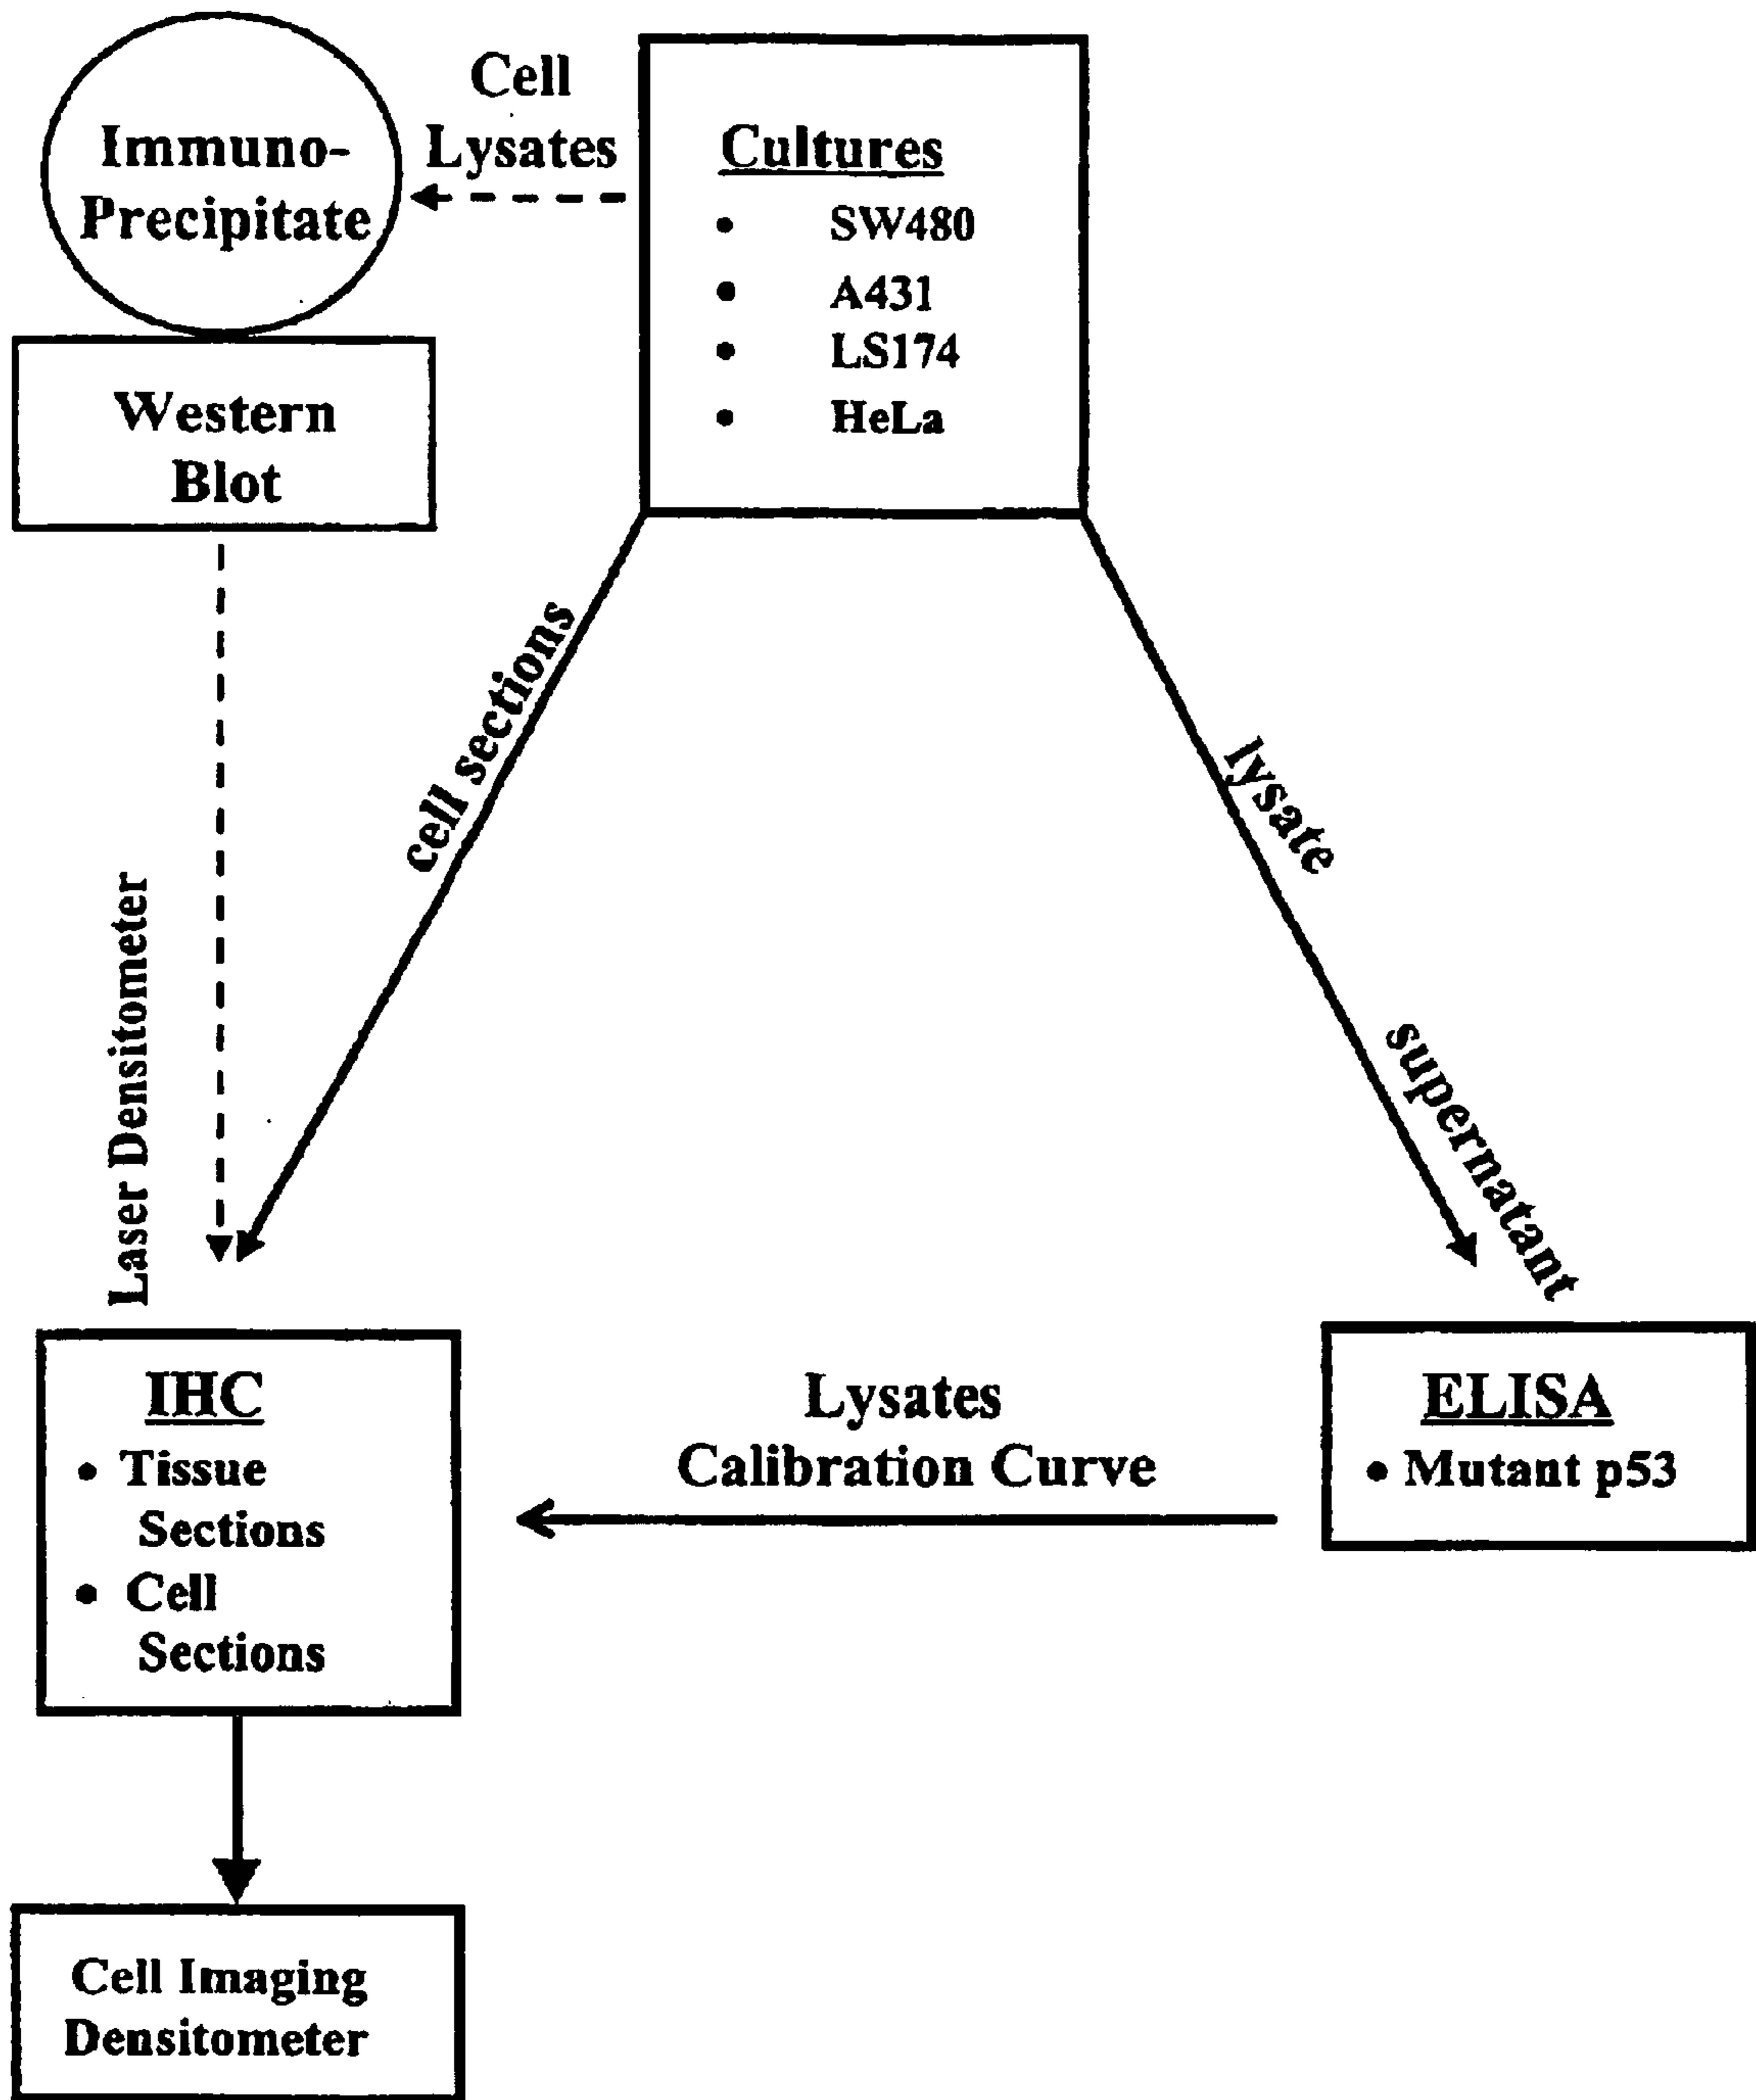 Immuno-
Precipitate
Cell
Lysates
Cultures
• SW480
• A431
• LS174
• HeLa
Western
Blot
cell sections
lysate
supernatant
Laser Densitometer
IHC
• Tissue
Sections
• Cell
Sections
Lysates
Calibration Curve
ELISA
• Mutant p53
Cell Imaging
Densitometer